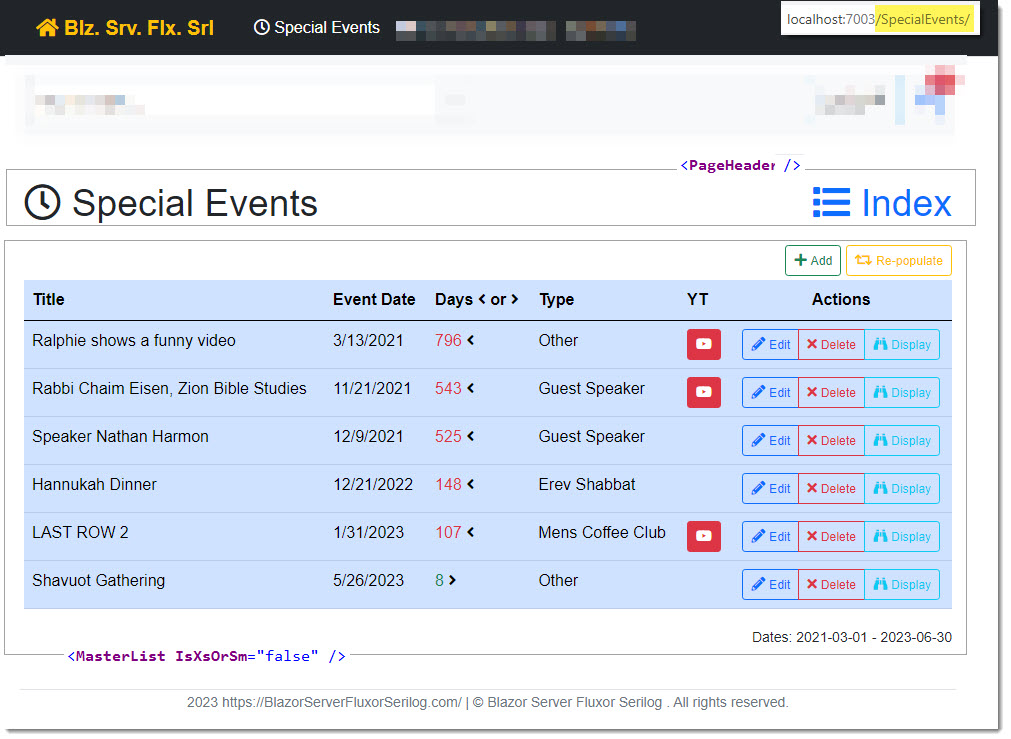 Blz. Srv. Flx. Srl Special Events localhost:7003/SpecialEvents/
<PageHeader />
Special Events Index
Add Re-populate
Title Event Date Days < or > Type YT Actions
Ralphie shows a funny video 3/13/2021 796 < Other Edit Delete Display
Rabbi Chaim Eisen, Zion Bible Studies 11/21/2021 543 < Guest Speaker Edit Delete Display
Speaker Nathan Harmon 12/9/2021 525 < Guest Speaker Edit Delete Display
Hannukah Dinner 12/21/2022 148 < Erev Shabbat Edit Delete Display
LAST ROW 2 1/31/2023 107 < Mens Coffee Club Edit Delete Display
Shavuot Gathering 5/26/2023 8 > Other Edit Delete Display
Dates: 2021-03-01 - 2023-06-30
<MasterList IsXsOrSm="false" />
2023 https://BlazorServerFluxorSerilog.com/ | © Blazor Server Fluxor Serilog . All rights reserved.